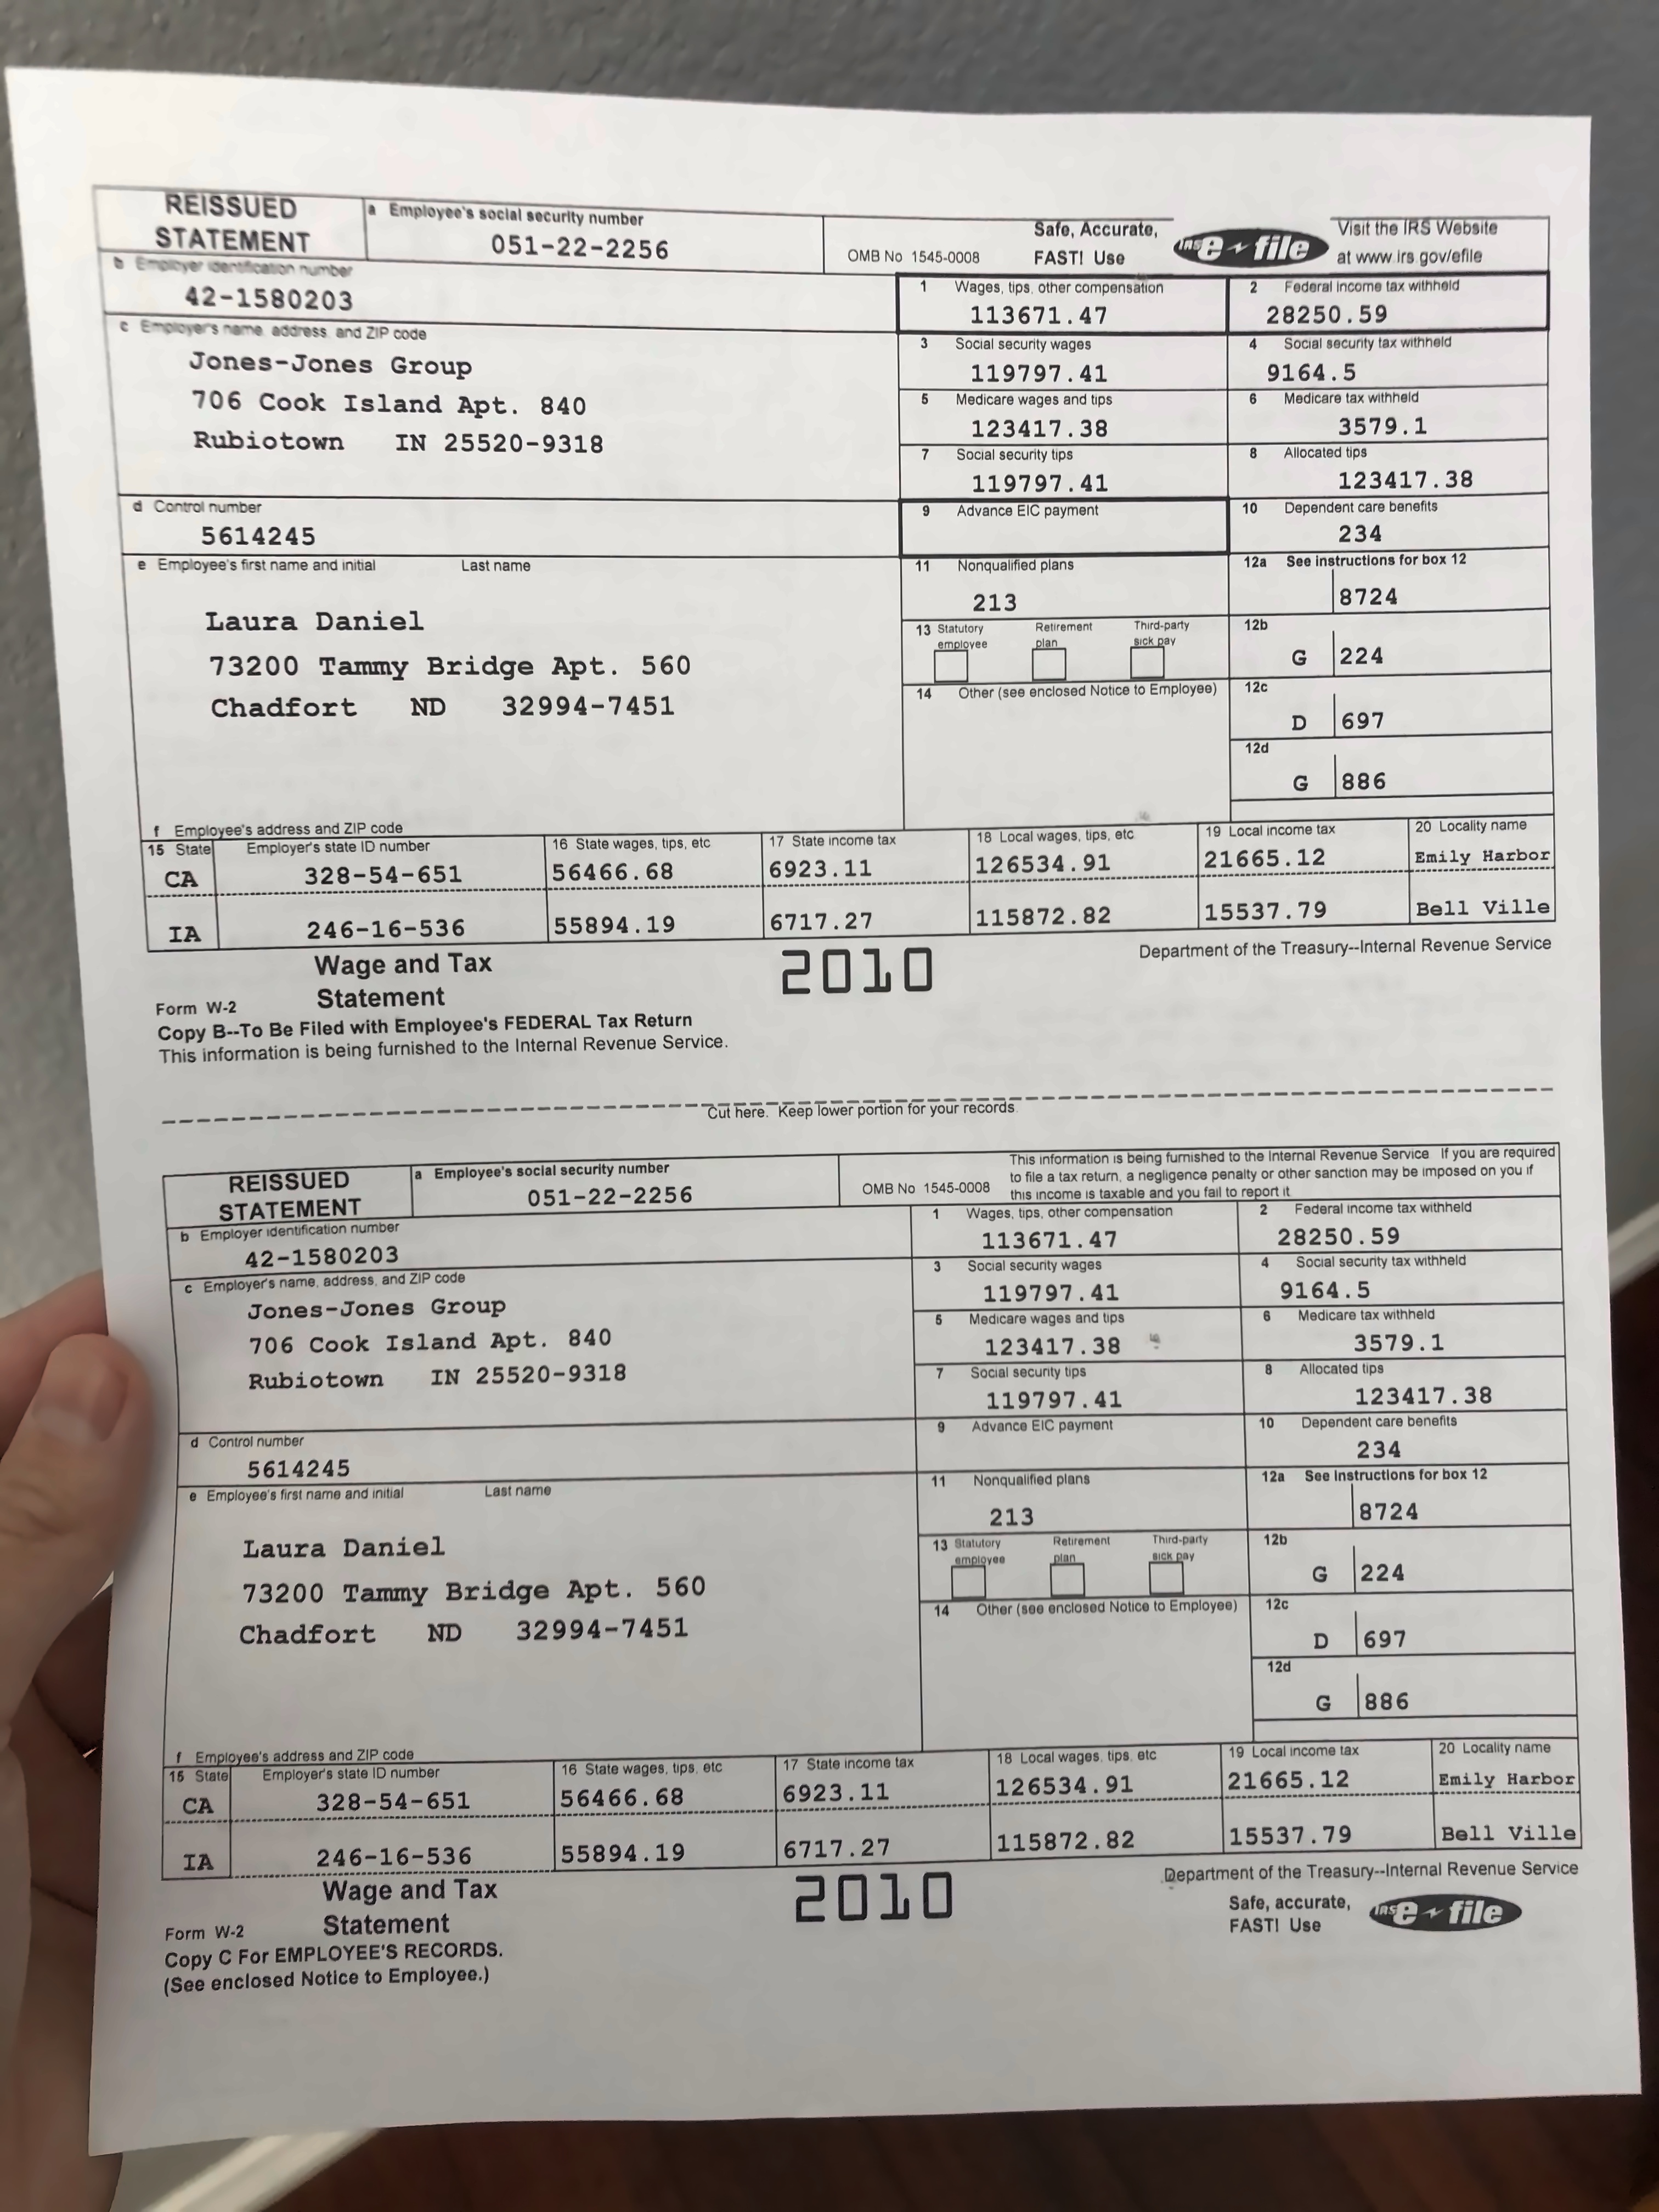 REISSUED
STATEMENT
a Employee's social security number
051-22-2256
OMB No 1545-0008
Safe, Accurate,
FAST! Use
IRS e-file
Visit the IRS Website
at www.irs.gov/efile
b Employer identification number
42-1580203
1 Wages, tips, other compensation
113671.47
2 Federal income tax withheld
28250.59
c Employer's name, address, and ZIP code
Jones-Jones Group
706 Cook Island Apt. 840
Rubiotown IN 25520-9318
3 Social security wages
119797.41
4 Social security tax withheld
9164.5
5 Medicare wages and tips
123417.38
6 Medicare tax withheld
3579.1
7 Social security tips
119797.41
8 Allocated tips
123417.38
d Control number
5614245
9 Advance EIC payment
10 Dependent care benefits
234
e Employee's first name and initial Last name
Laura Daniel
73200 Tammy Bridge Apt. 560
Chadfort ND 32994-7451
11 Nonqualified plans
213
12a See instructions for box 12
8724
13 Statutory employee Retirement plan Third-party sick pay
12b
G 224
14 Other (see enclosed Notice to Employee)
12c
D 697
12d
G 886
f Employee's address and ZIP code
15 State Employer's state ID number 16 State wages, tips, etc 17 State income tax 18 Local wages, tips, etc 19 Local income tax 20 Locality name
CA 328-54-651 56466.68 6923.11 126534.91 21665.12 Emily Harbor
IA 246-16-536 55894.19 6717.27 115872.82 15537.79 Bell Ville
Wage and Tax
Statement
Form W-2
2010
Department of the Treasury--Internal Revenue Service
Copy B--To Be Filed with Employee's FEDERAL Tax Return
This information is being furnished to the Internal Revenue Service.
Cut here. Keep lower portion for your records.
REISSUED
STATEMENT
a Employee's social security number
051-22-2256
OMB No 1545-0008
This information is being furnished to the Internal Revenue Service If you are required
to file a tax return, a negligence penalty or other sanction may be imposed on you if
this income is taxable and you fail to report it
b Employer identification number
42-1580203
1 Wages, tips, other compensation
113671.47
2 Federal income tax withheld
28250.59
c Employer's name, address, and ZIP code
Jones-Jones Group
706 Cook Island Apt. 840
Rubiotown IN 25520-9318
3 Social security wages
119797.41
4 Social security tax withheld
9164.5
5 Medicare wages and tips
123417.38
6 Medicare tax withheld
3579.1
7 Social security tips
119797.41
8 Allocated tips
123417.38
d Control number
5614245
9 Advance EIC payment
10 Dependent care benefits
234
e Employee's first name and initial Last name
Laura Daniel
73200 Tammy Bridge Apt. 560
Chadfort ND 32994-7451
11 Nonqualified plans
213
12a See Instructions for box 12
8724
13 Statutory employee Retirement plan Third-party sick pay
12b
G 224
14 Other (see enclosed Notice to Employee)
12c
D 697
12d
G 886
f Employee's address and ZIP code
15 State Employer's state ID number 16 State wages, tips, etc 17 State income tax 18 Local wages, tips, etc 19 Local income tax 20 Locality name
CA 328-54-651 56466.68 6923.11 126534.91 21665.12 Emily Harbor
IA 246-16-536 55894.19 6717.27 115872.82 15537.79 Bell Ville
Wage and Tax
Statement
Form W-2
2010
Department of the Treasury--Internal Revenue Service
Safe, accurate,
FAST! Use
IRS e-file
Copy C For EMPLOYEE'S RECORDS.
(See enclosed Notice to Employee.)